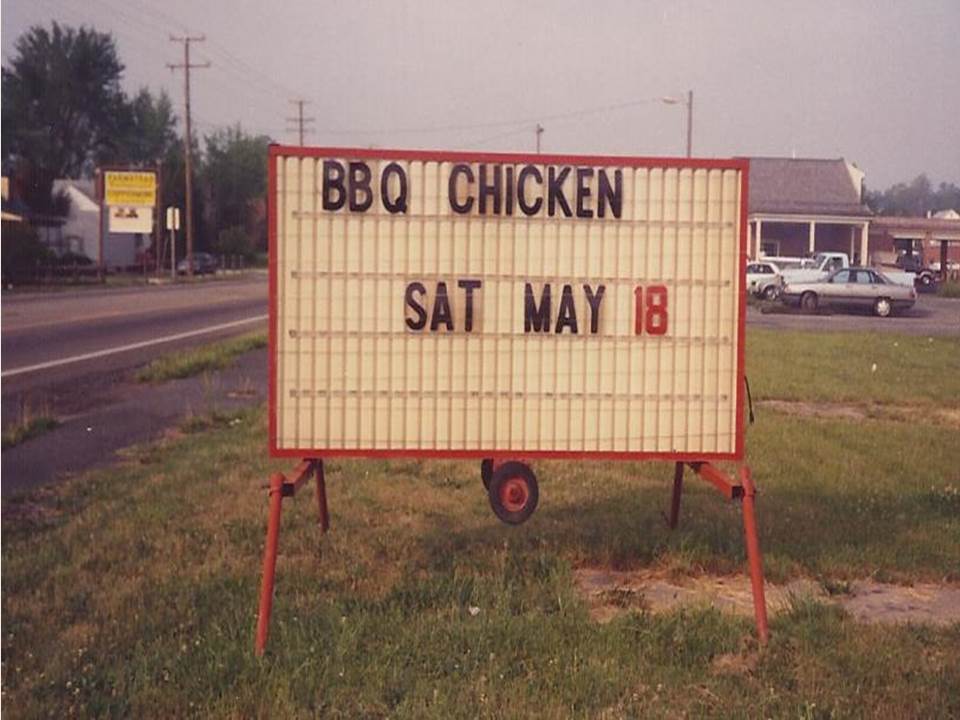 BBQ CHICKEN
SAT MAY 18